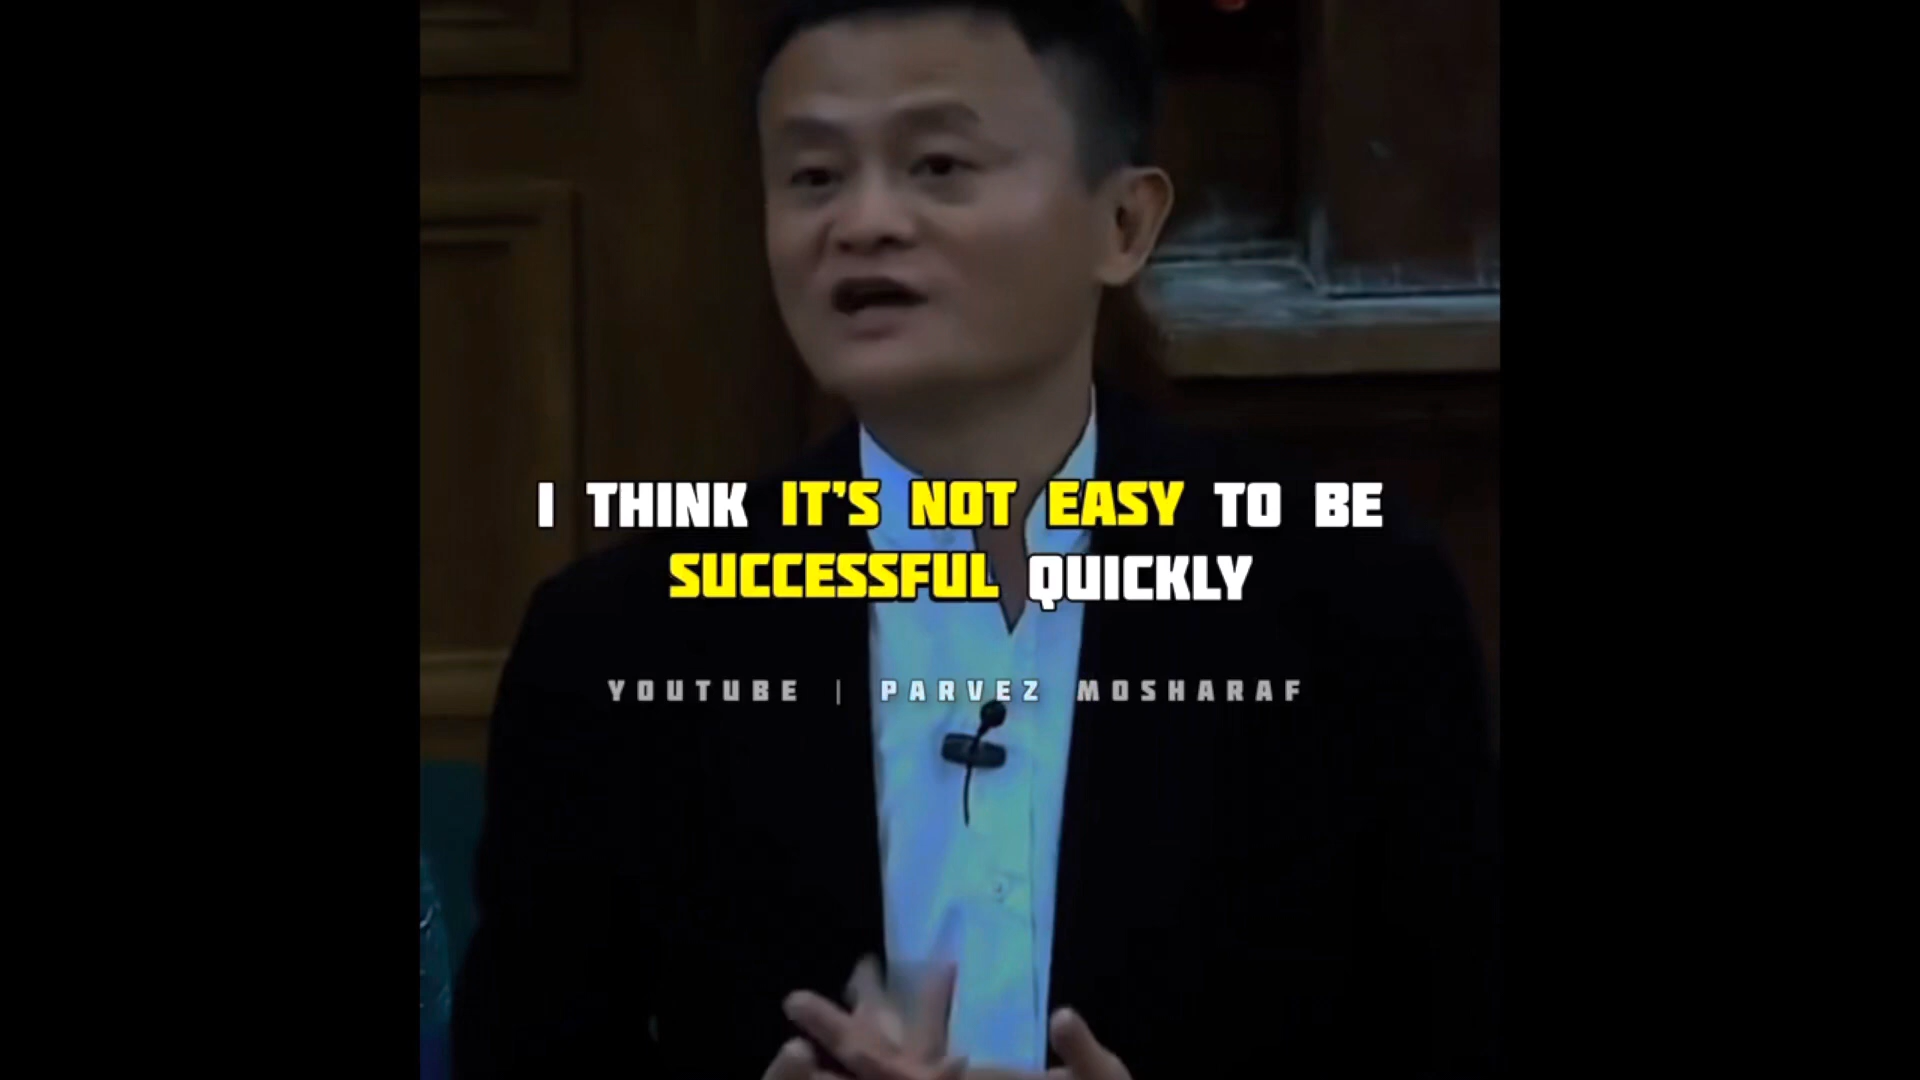 I THINK IT'S NOT EASY TO BE
SUCCESSFUL QUICKLY
YOUTUBE | PARVEZ MOSHARAF